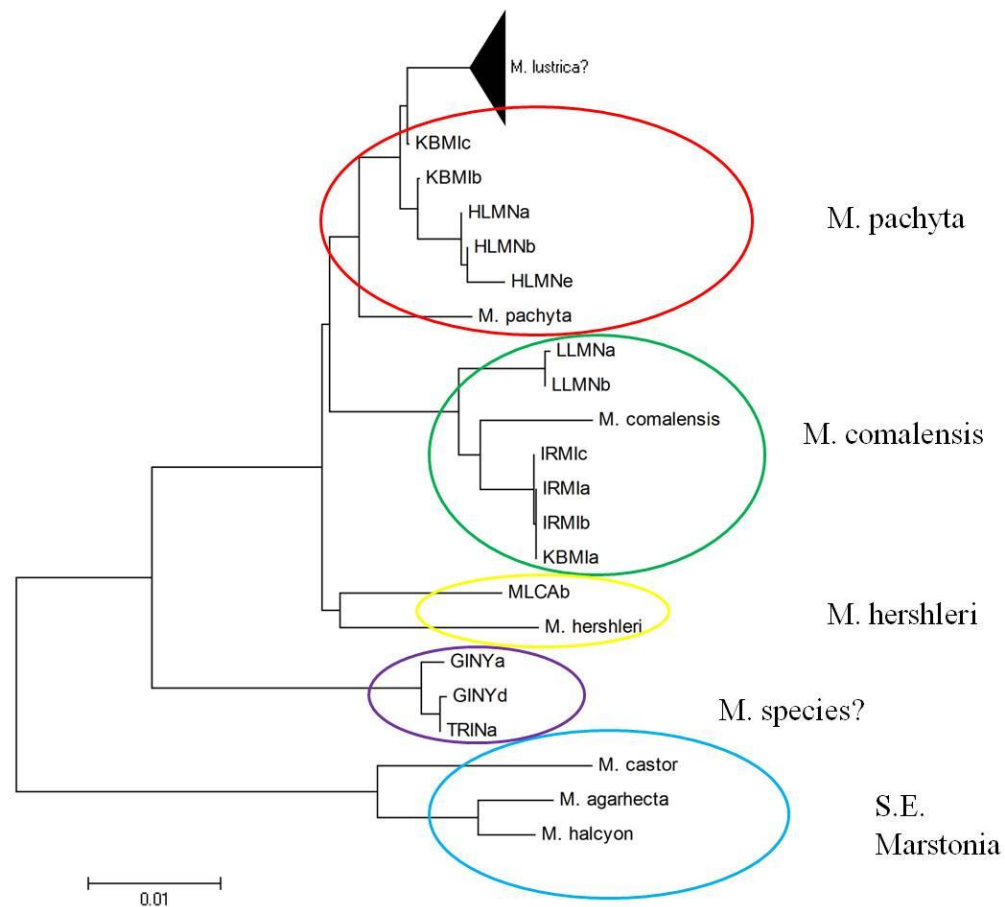 M. lustrica?
KBMIc
KBMIb
HLMNa
HLMNb
HLMNe
M. pachyta
M. pachyta
LLMNa
LLMNb
M. comalensis
M. comalensis
IRMIc
IRMIa
IRMIb
KBMIa
MLCAb
M. hershleri
M. hershleri
GINYa
GINYd
TRINa
M. species?
M. castor
M. agarhecta
M. halcyon
S.E.
Marstonia
0.01